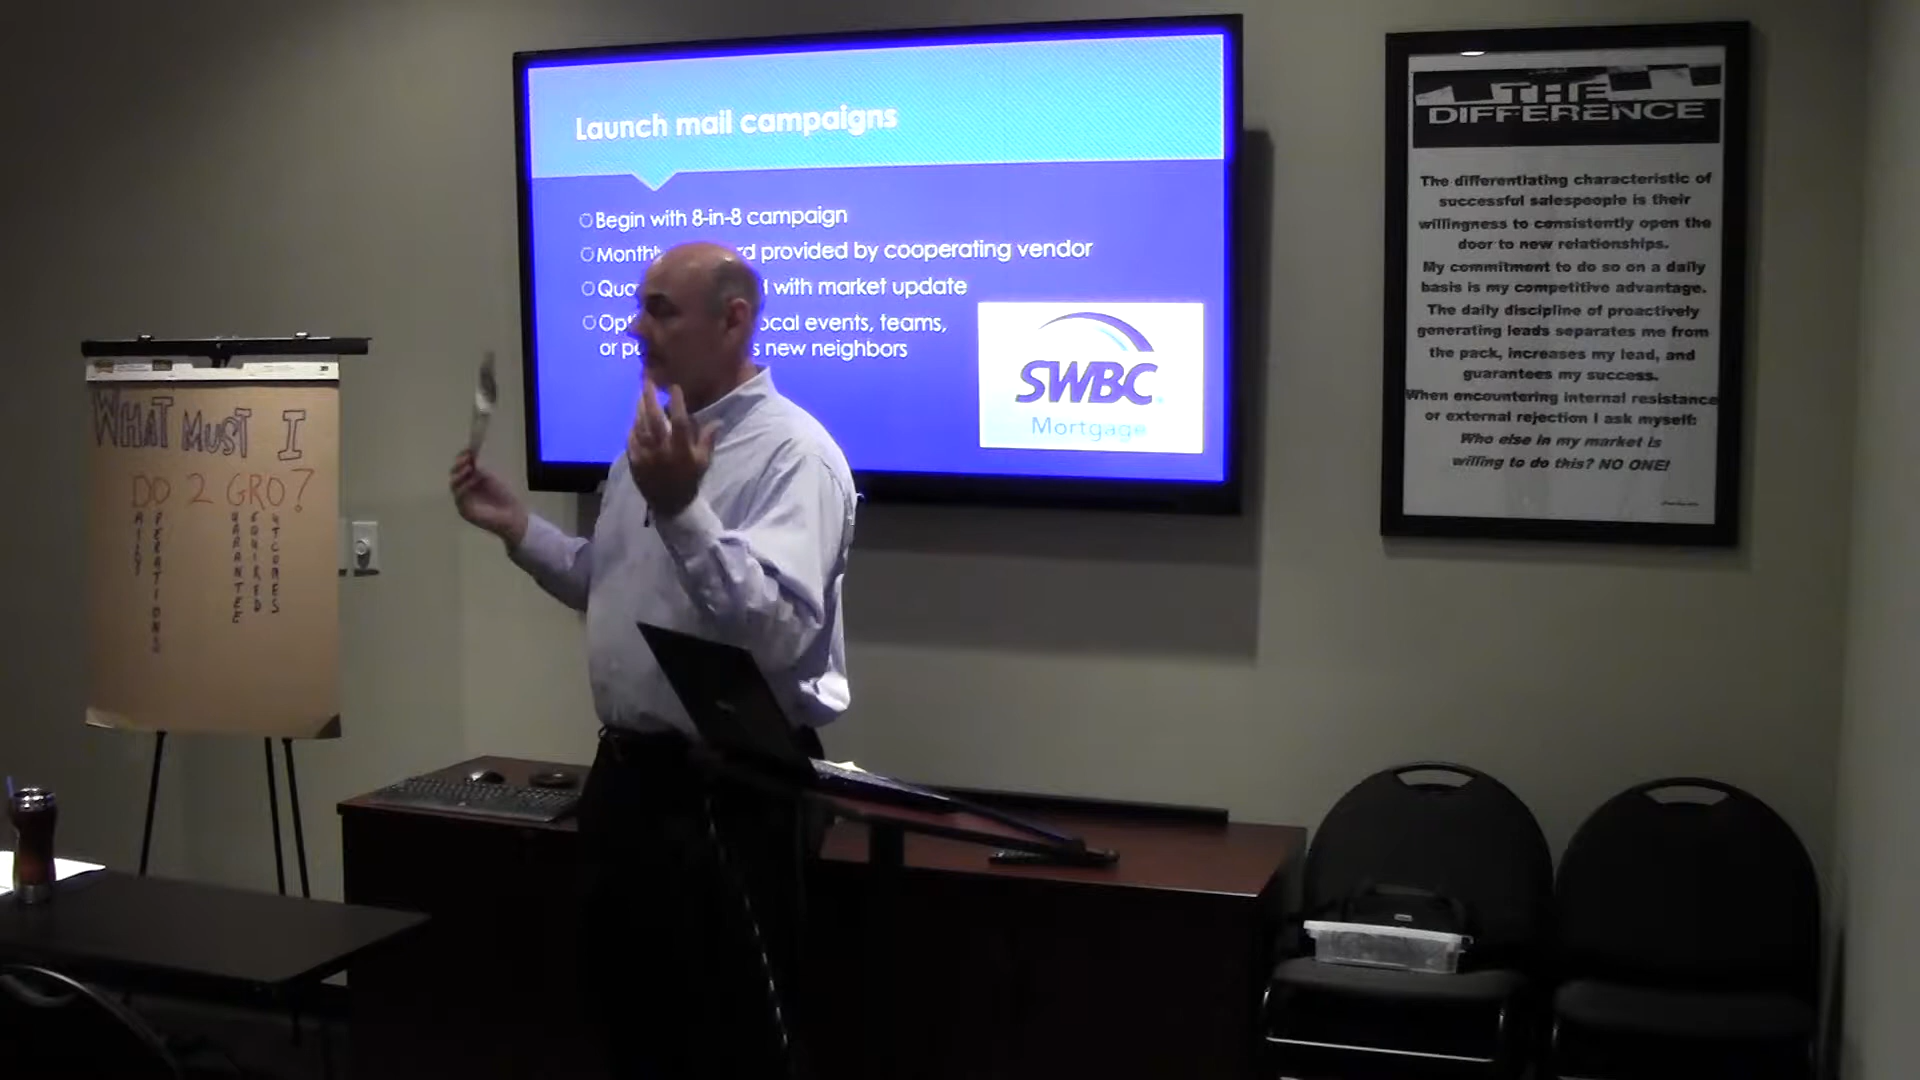 Launch mail campaigns
Begin with 8-in-8 campaign
provided by cooperating vendor
with market update
events, teams,
or new neighbors
SWBC
Mortgage
WHAT MUST I
DO 2 GRO?
DAILY
OPERATIONS
GUARANTEE
REQUIRED
OUTCOMES
THE
DIFFERENCE
The differentiating characteristic of
successful salespeople is their
willingness to consistently open the
door to new relationships.
My commitment to do so on a daily
basis is my competitive advantage.
The daily discipline of proactively
generating leads separates me from
the pack, increases my lead, and
guarantees my success.
When encountering internal resistance
or external rejection I ask myself:
Who else in my market is
willing to do this? NO ONE!